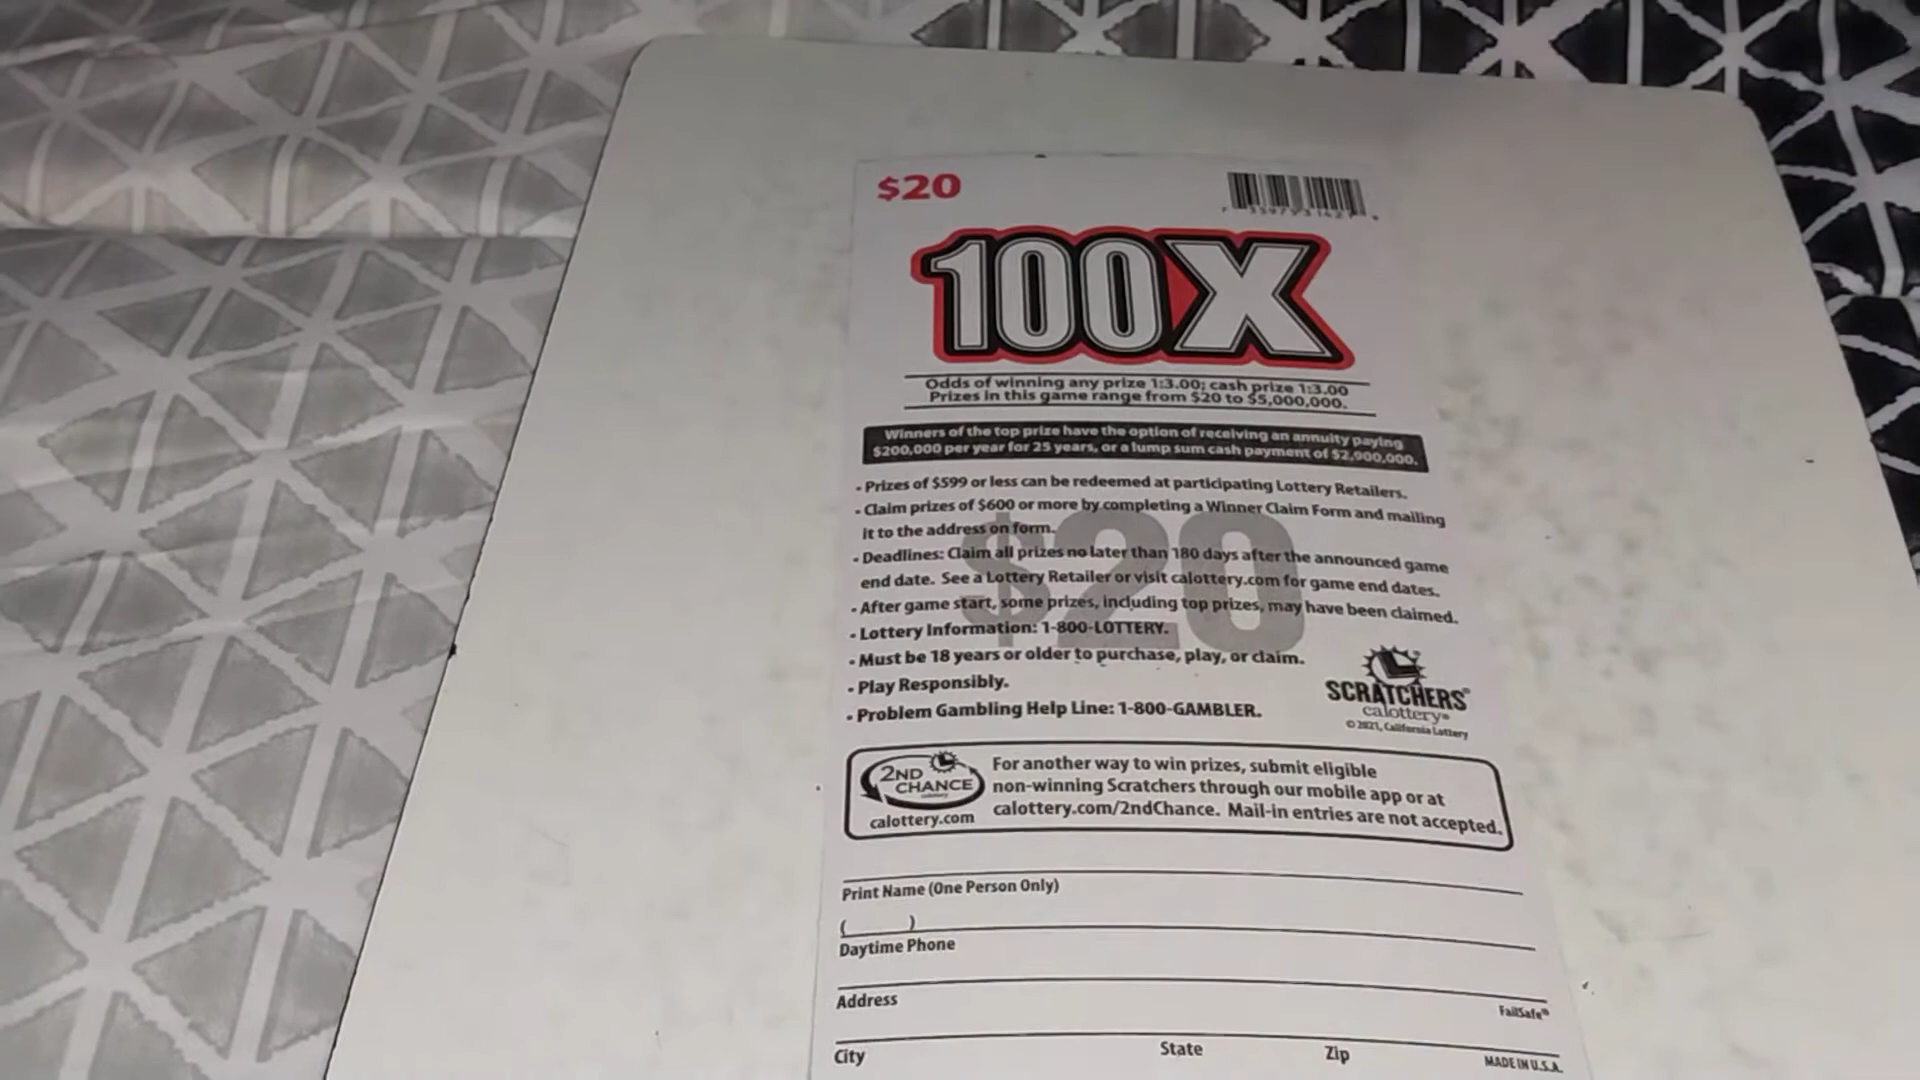 $20
100X
Odds of winning any prize 1:3.00; cash prize 1:3.00
Prizes in this game range from $20 to $5,000,000.
Winners of the top prize have the option of receiving an annuity paying
$200,000 per year for 25 years, or a lump sum cash payment of $2,900,000.
$20
• Prizes of $599 or less can be redeemed at participating Lottery Retailers.
• Claim prizes of $600 or more by completing a Winner Claim Form and mailing
it to the address on form.
• Deadlines: Claim all prizes no later than 180 days after the announced game
end date. See a Lottery Retailer or visit calottery.com for game end dates.
• After game start, some prizes, including top prizes, may have been claimed.
• Lottery Information: 1-800-LOTTERY.
• Must be 18 years or older to purchase, play, or claim.
• Play Responsibly.
• Problem Gambling Help Line: 1-800-GAMBLER.
SCRATCHERS®
calottery®
© 2021, California Lottery
2ND
CHANCE
calottery.com
For another way to win prizes, submit eligible
non-winning Scratchers through our mobile app or at
calottery.com/2ndChance. Mail-in entries are not accepted.
Print Name (One Person Only)
( )
Daytime Phone
Address
FailSafe®
City State Zip
MADE IN U.S.A.